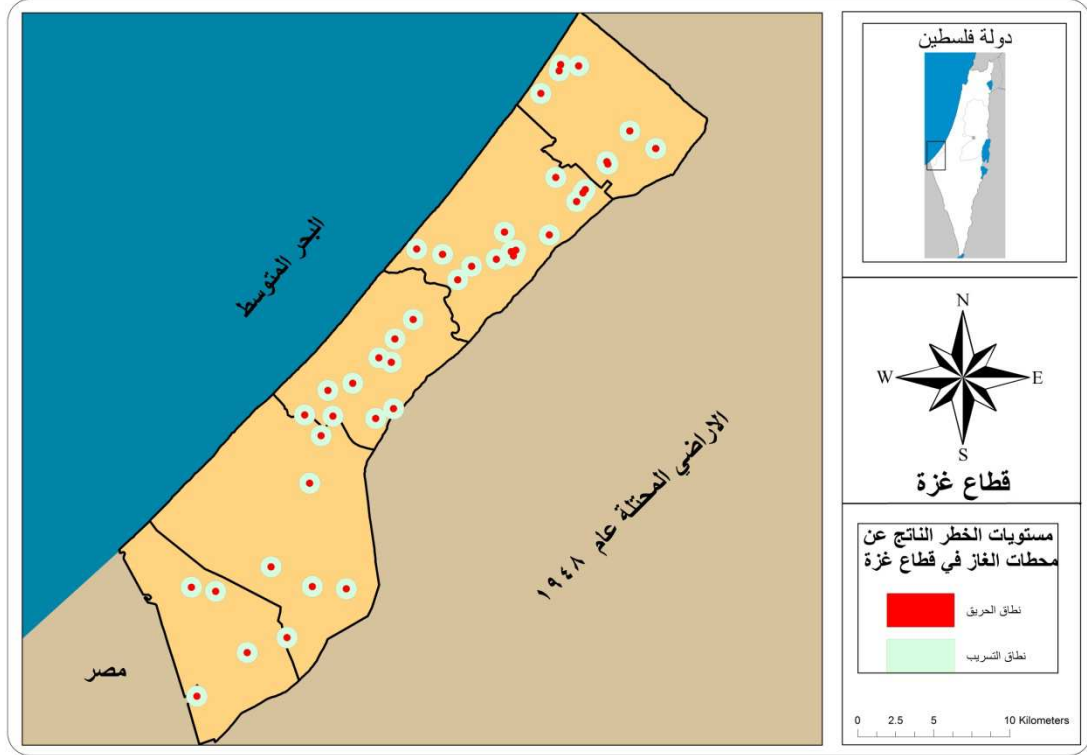 البحر المتوسط
الاراضي المحتلة عام ١٩٤٨
مصر
دولة فلسطين
N
W E
S
قطاع غزة
مستويات الخطر الناتج عن
محطات الغاز في قطاع غزة
نطاق الحريق
نطاق التسريب
0 2.5 5 10 Kilometers